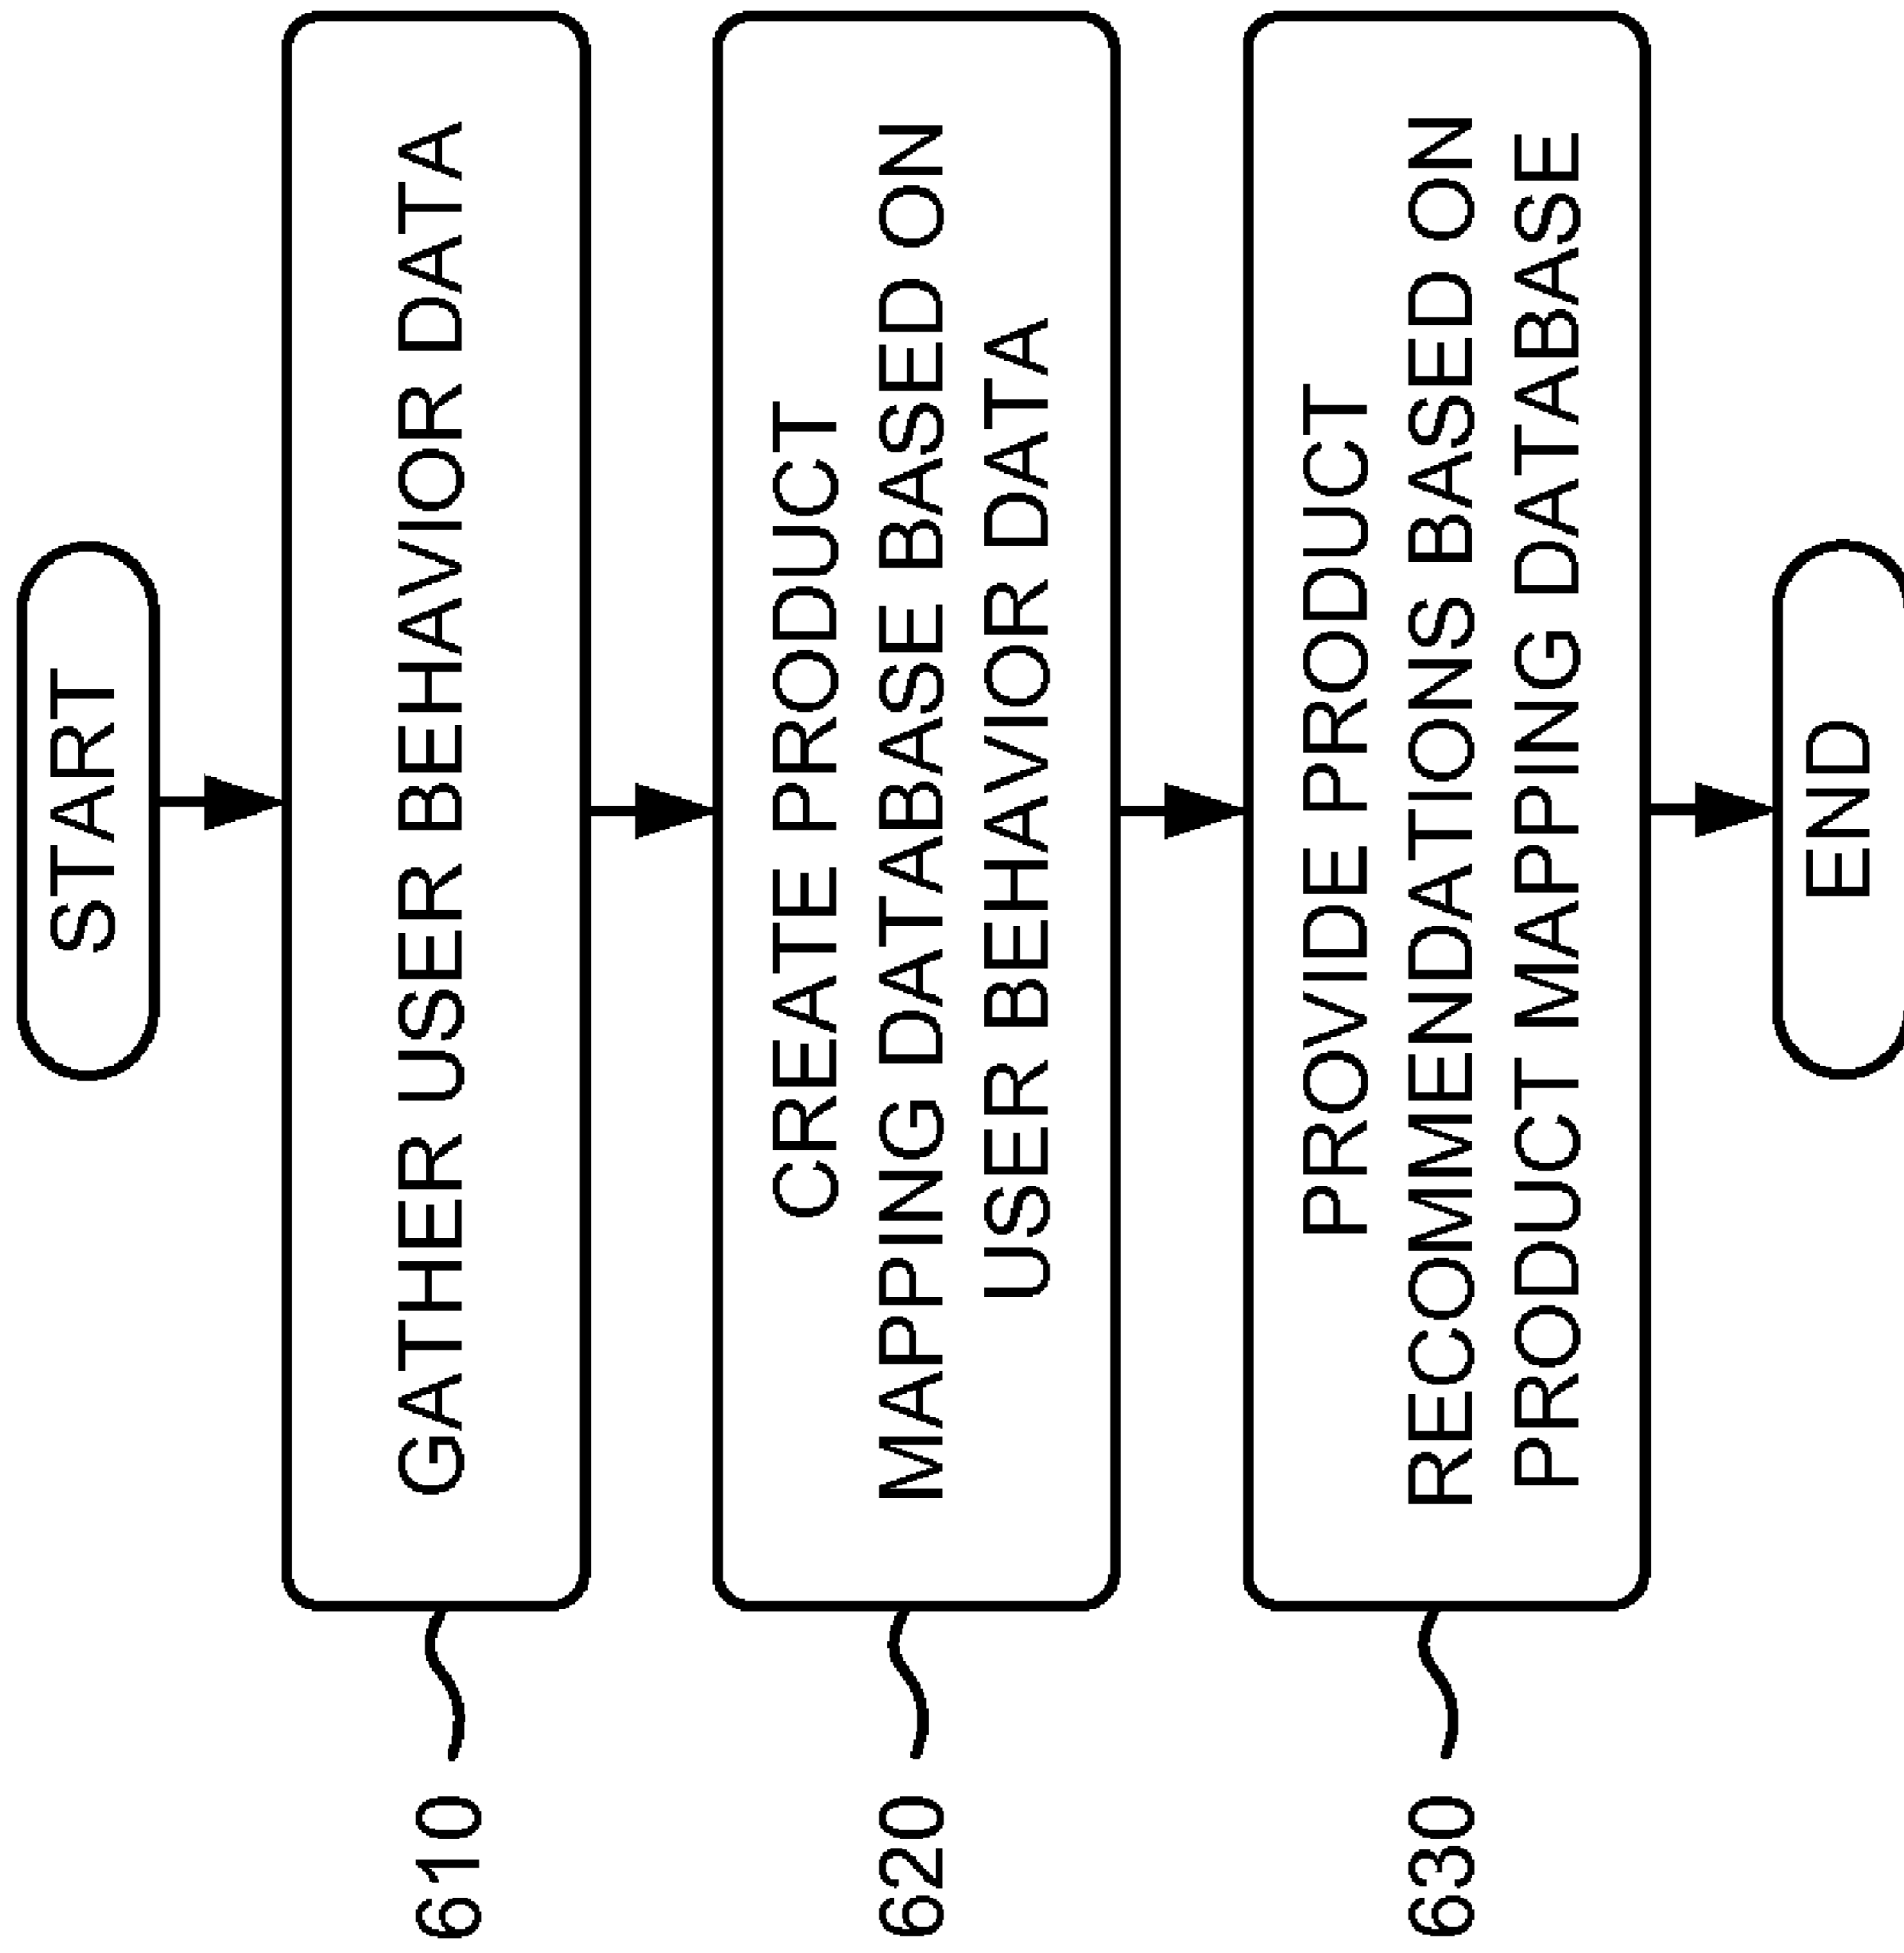 START
610
GATHER USER BEHAVIOR DATA
620
CREATE PRODUCT
MAPPING DATABASE BASED ON
USER BEHAVIOR DATA
630
PROVIDE PRODUCT
RECOMMENDATIONS BASED ON
PRODUCT MAPPING DATABASE
END